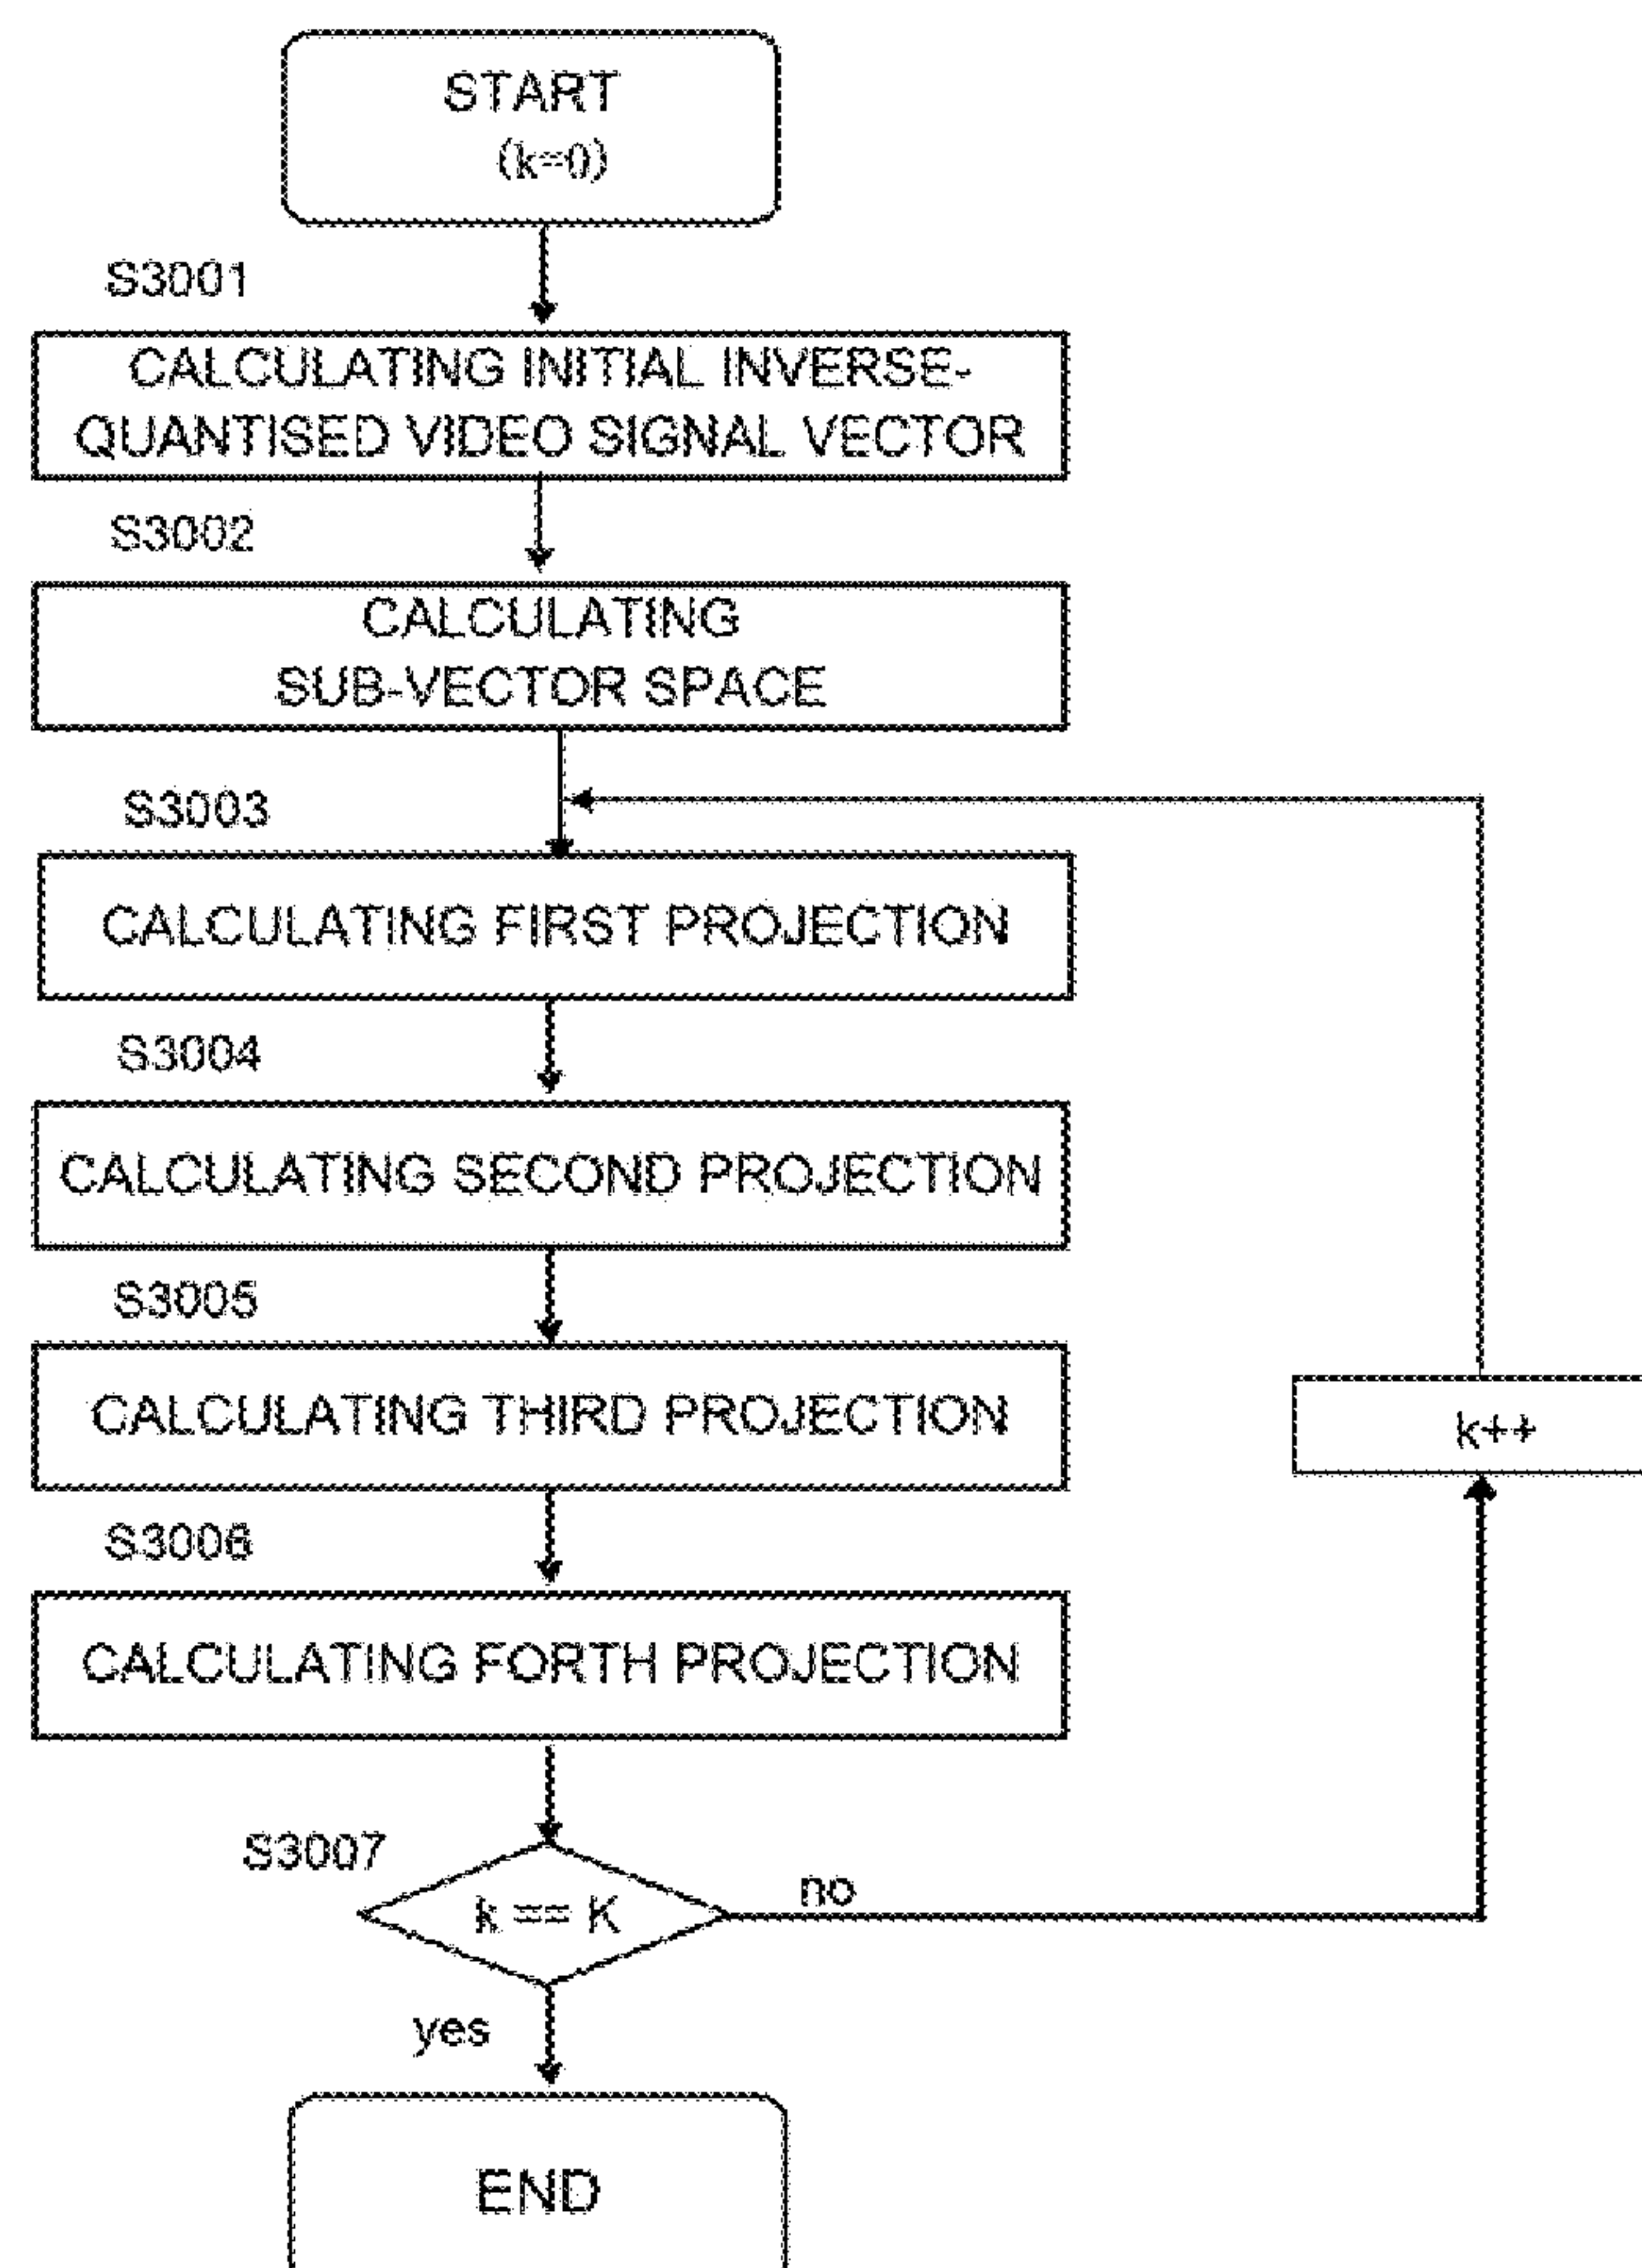 START
(k=0)
S3001
CALCULATING INITIAL INVERSE-
QUANTISED VIDEO SIGNAL VECTOR
S3002
CALCULATING
SUB-VECTOR SPACE
S3003
CALCULATING FIRST PROJECTION
S3004
CALCULATING SECOND PROJECTION
S3005
CALCULATING THIRD PROJECTION
k++
S3006
CALCULATING FORTH PROJECTION
S3007
k == K
no
yes
END